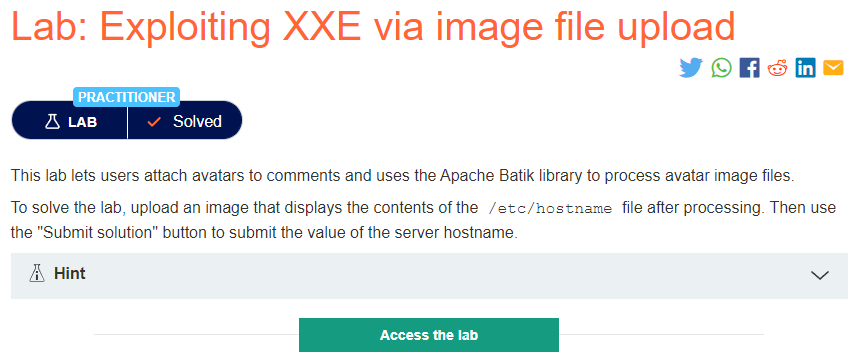 Lab: Exploiting XXE via image file upload
PRACTITIONER
LAB Solved
This lab lets users attach avatars to comments and uses the Apache Batik library to process avatar image files.
To solve the lab, upload an image that displays the contents of the /etc/hostname file after processing. Then use
the "Submit solution" button to submit the value of the server hostname.
Hint
Access the lab